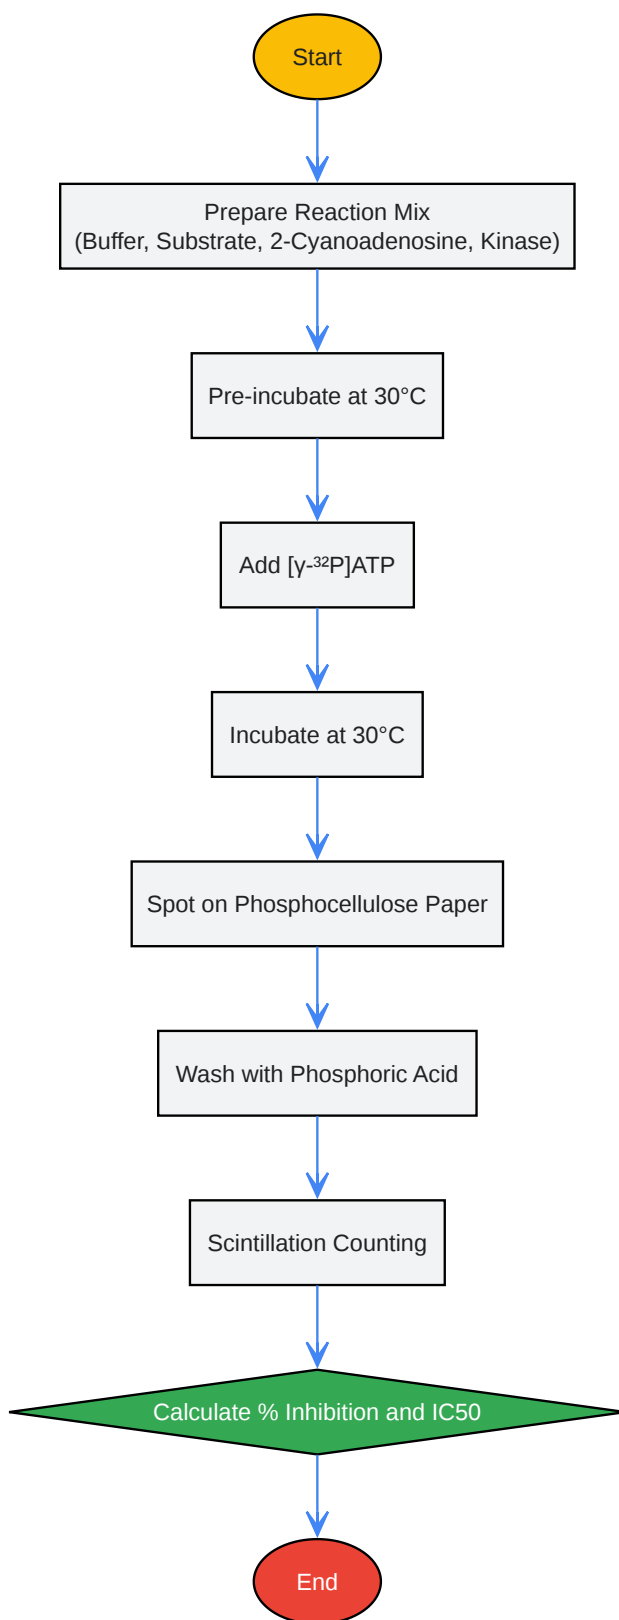 Start
Prepare Reaction Mix
(Buffer, Substrate, 2-Cyanoadenosine, Kinase)
Pre-incubate at 30°C
Add [γ-³²P]ATP
Incubate at 30°C
Spot on Phosphocellulose Paper
Wash with Phosphoric Acid
Scintillation Counting
Calculate % Inhibition and IC50
End